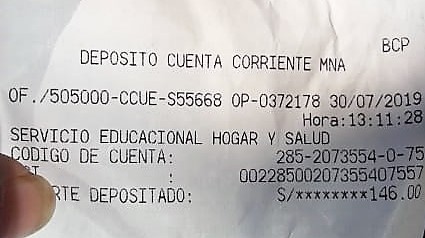 BCP
DEPOSITO CUENTA CORRIENTE MNA
OF./505000-CCUE-S55668 OP-0372178 30/07/2019
Hora:13:11:28
SERVICIO EDUCACIONAL HOGAR Y SALUD
CODIGO DE CUENTA: 285-2073554-0-75
: 00228500207355407557
RTE DEPOSITADO: S/********146.00